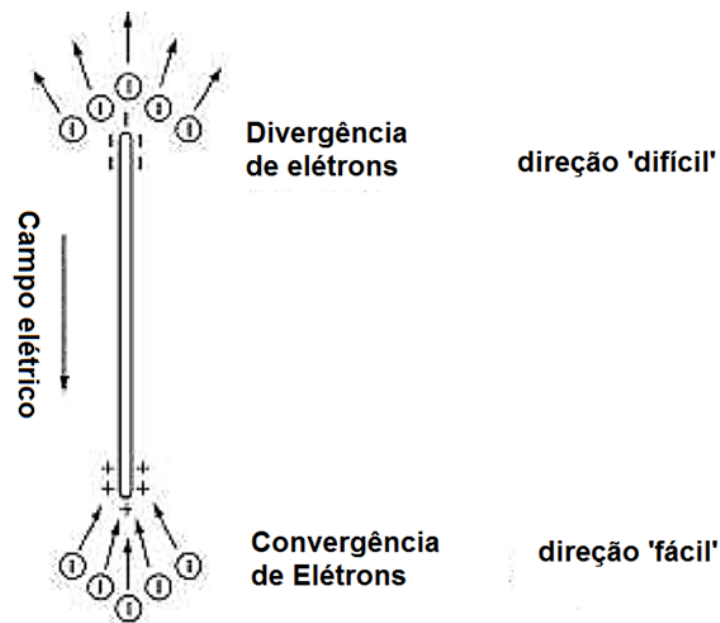 Divergência
de elétrons
direção 'difícil'
Campo elétrico
Convergência
de Elétrons
direção 'fácil'